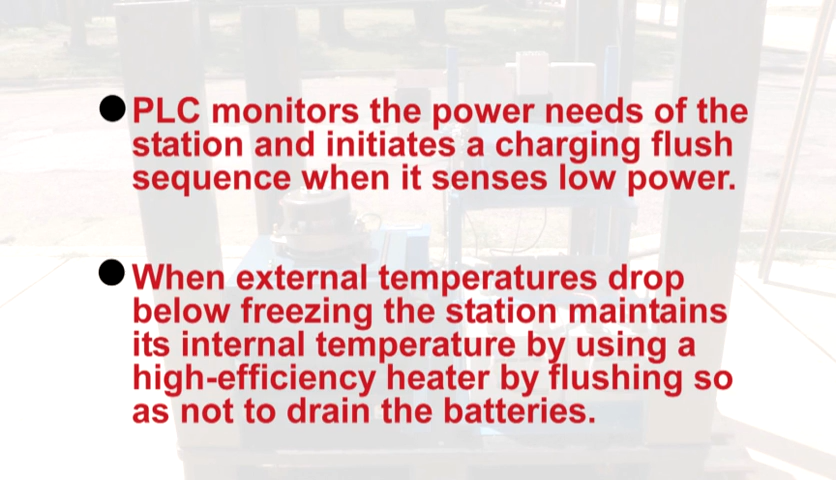 ● PLC monitors the power needs of the
station and initiates a charging flush
sequence when it senses low power.
● When external temperatures drop
below freezing the station maintains
its internal temperature by using a
high-efficiency heater by flushing so
as not to drain the batteries.